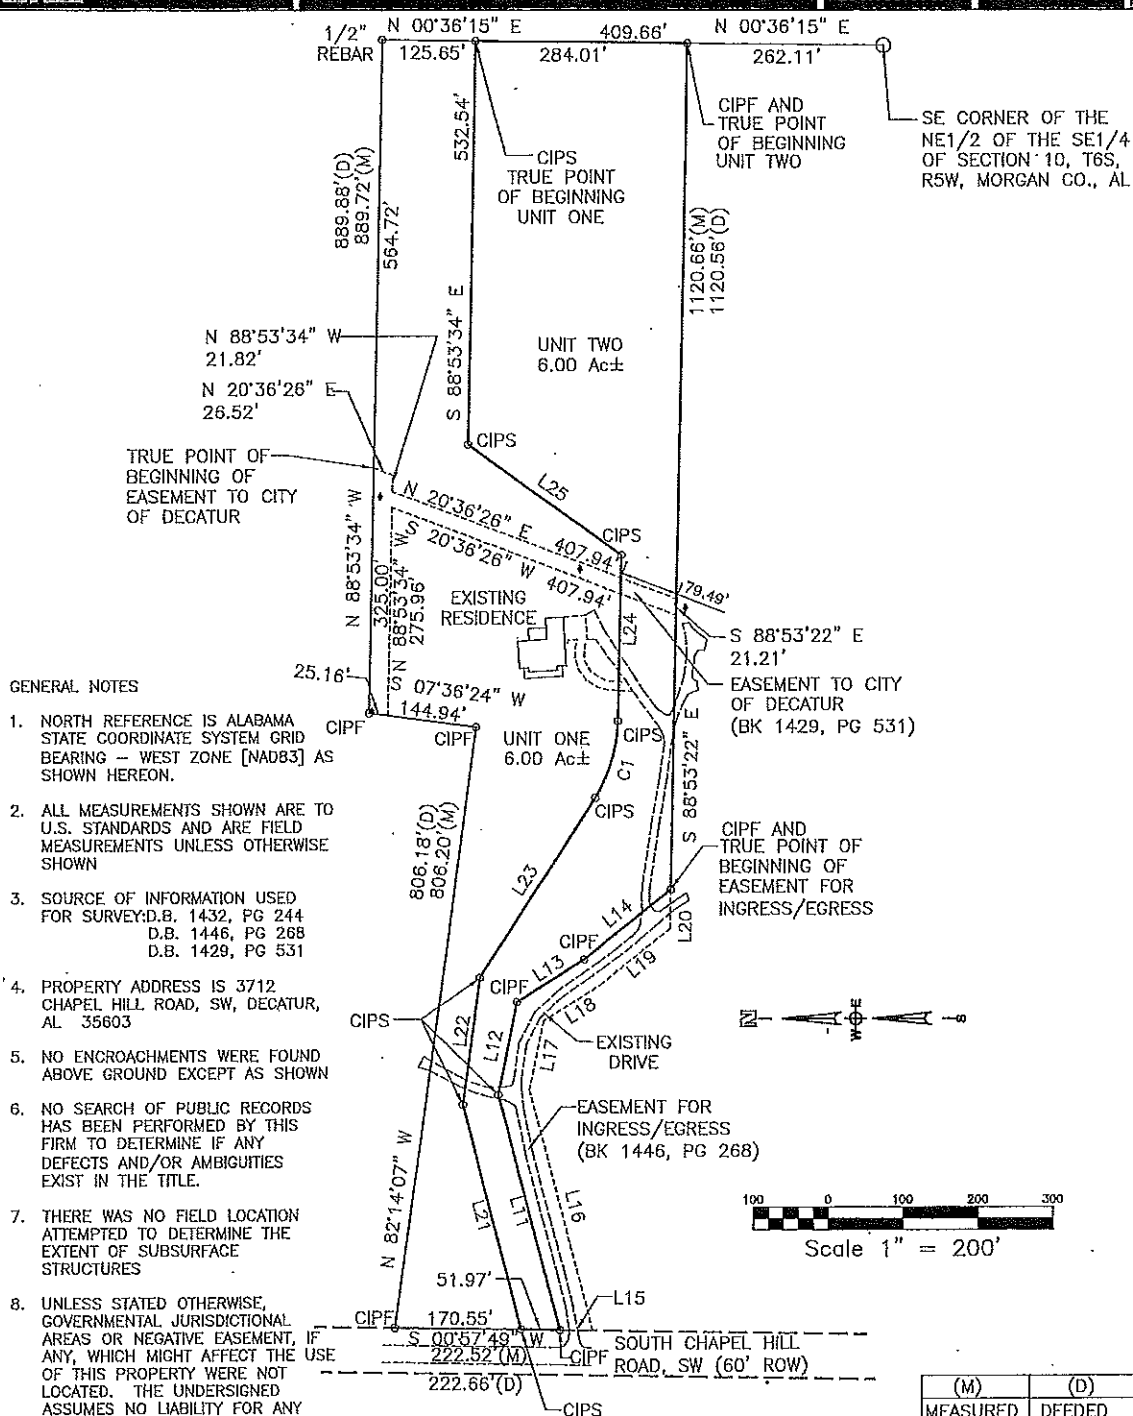 N 00°36'15" E
409.66'
N 00°36'15" E
1/2"
REBAR
125.65'
284.01'
262.11'
CIPF AND
TRUE POINT
OF BEGINNING
UNIT TWO
SE CORNER OF THE
NE1/2 OF THE SE1/4
OF SECTION 10, T6S,
R5W, MORGAN CO., AL
532.54'
CIPS
TRUE POINT
OF BEGINNING
UNIT ONE
889.88'(D)
889.72'(M)
564.72'
1120.66'(M)
1120.56'(D)
S 88°53'34" E
N 88°53'34" W
21.82'
UNIT TWO
6.00 Ac±
N 20°36'26" E
26.52'
CIPS
TRUE POINT OF
BEGINNING OF
EASEMENT TO CITY
OF DECATUR
L25
N 20°36'26" E
407.94'
CIPS
S 20°36'26" W
407.94'
179.49'
N 88°53'34" W
325.00'
N 88°53'34" W
275.96'
EXISTING
RESIDENCE
L24
S 88°53'22" E
21.21'
EASEMENT TO CITY
OF DECATUR
(BK 1429, PG 531)
25.16'
S 07°36'24" W
144.94'
CIPF
CIPF
UNIT ONE
6.00 Ac±
CIPS
C1
S 88°53'22" E
CIPS
806.18'(D)
806.20'(M)
CIPF AND
TRUE POINT OF
BEGINNING OF
EASEMENT FOR
INGRESS/EGRESS
L23
L14
L20
CIPF
L13
L19
CIPF
L18
CIPS
L22
L12
L17
EXISTING
DRIVE
N
W
E
S
EASEMENT FOR
INGRESS/EGRESS
(BK 1446, PG 268)
N 82°14'07" W
L21
L11
L16
100 0 100 200 300
Scale 1" = 200'
51.97'
L15
CIPF
170.55'
S 00°57'49" W
222.52'(M)
CIPF
SOUTH CHAPEL HILL
ROAD, SW (60' ROW)
222.66'(D)
CIPS
GENERAL NOTES
1. NORTH REFERENCE IS ALABAMA
STATE COORDINATE SYSTEM GRID
BEARING – WEST ZONE [NAD83] AS
SHOWN HEREON.
2. ALL MEASUREMENTS SHOWN ARE TO
U.S. STANDARDS AND ARE FIELD
MEASUREMENTS UNLESS OTHERWISE
SHOWN
3. SOURCE OF INFORMATION USED
FOR SURVEY:D.B. 1432, PG 244
D.B. 1446, PG 268
D.B. 1429, PG 531
4. PROPERTY ADDRESS IS 3712
CHAPEL HILL ROAD, SW, DECATUR,
AL 35603
5. NO ENCROACHMENTS WERE FOUND
ABOVE GROUND EXCEPT AS SHOWN
6. NO SEARCH OF PUBLIC RECORDS
HAS BEEN PERFORMED BY THIS
FIRM TO DETERMINE IF ANY
DEFECTS AND/OR AMBIGUITIES
EXIST IN THE TITLE.
7. THERE WAS NO FIELD LOCATION
ATTEMPTED TO DETERMINE THE
EXTENT OF SUBSURFACE
STRUCTURES
8. UNLESS STATED OTHERWISE,
GOVERNMENTAL JURISDICTIONAL
AREAS OR NEGATIVE EASEMENT, IF
ANY, WHICH MIGHT AFFECT THE USE
OF THIS PROPERTY WERE NOT
LOCATED. THE UNDERSIGNED
ASSUMES NO LIABILITY FOR ANY
(M) (D)
MEASURED DEEDED